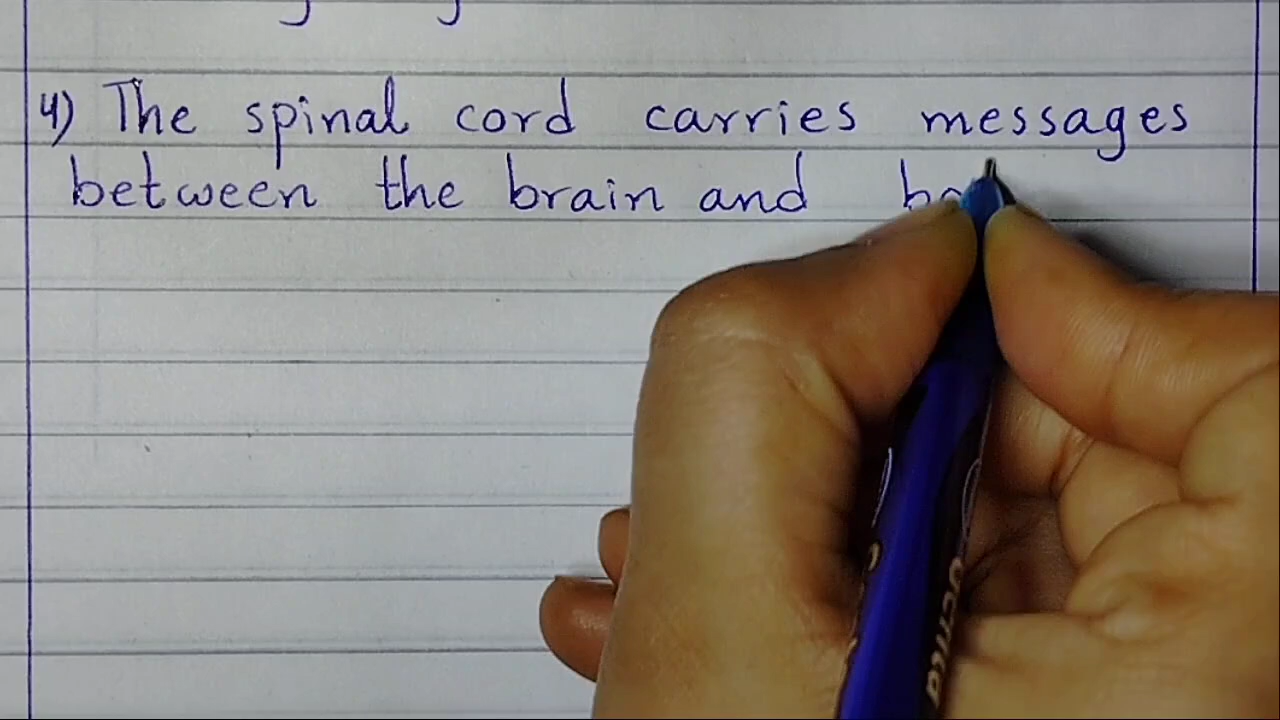 4) The spinal cord carries messages
between the brain and